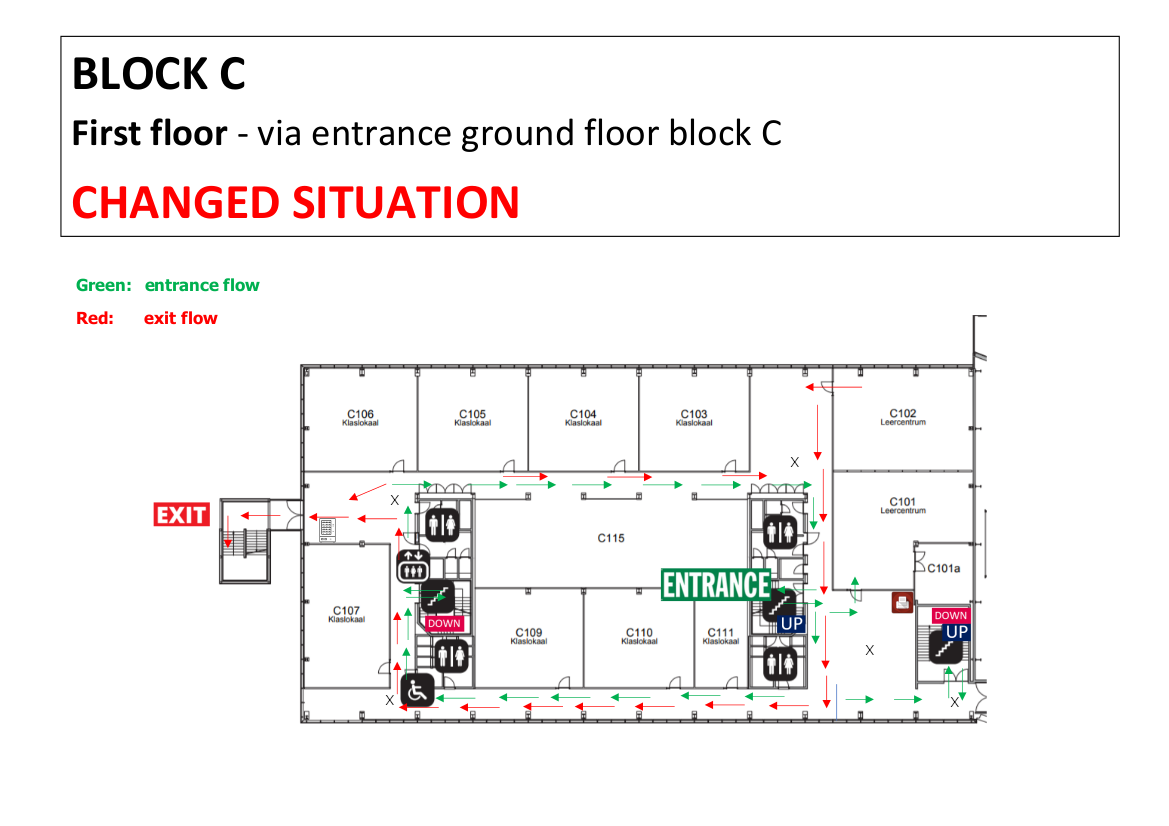 BLOCK C
First floor - via entrance ground floor block C
CHANGED SITUATION
Green: entrance flow
Red: exit flow
C106
Klaslokaal
C105
Klaslokaal
C104
Klaslokaal
C103
Klaslokaal
C102
Leercentrum
X
X
C101
Leercentrum
EXIT
C115
C101a
ENTRANCE
C107
Klaslokaal
DOWN
UP
DOWN
UP
C109
Klaslokaal
C110
Klaslokaal
C111
Klaslokaal
X
X
X